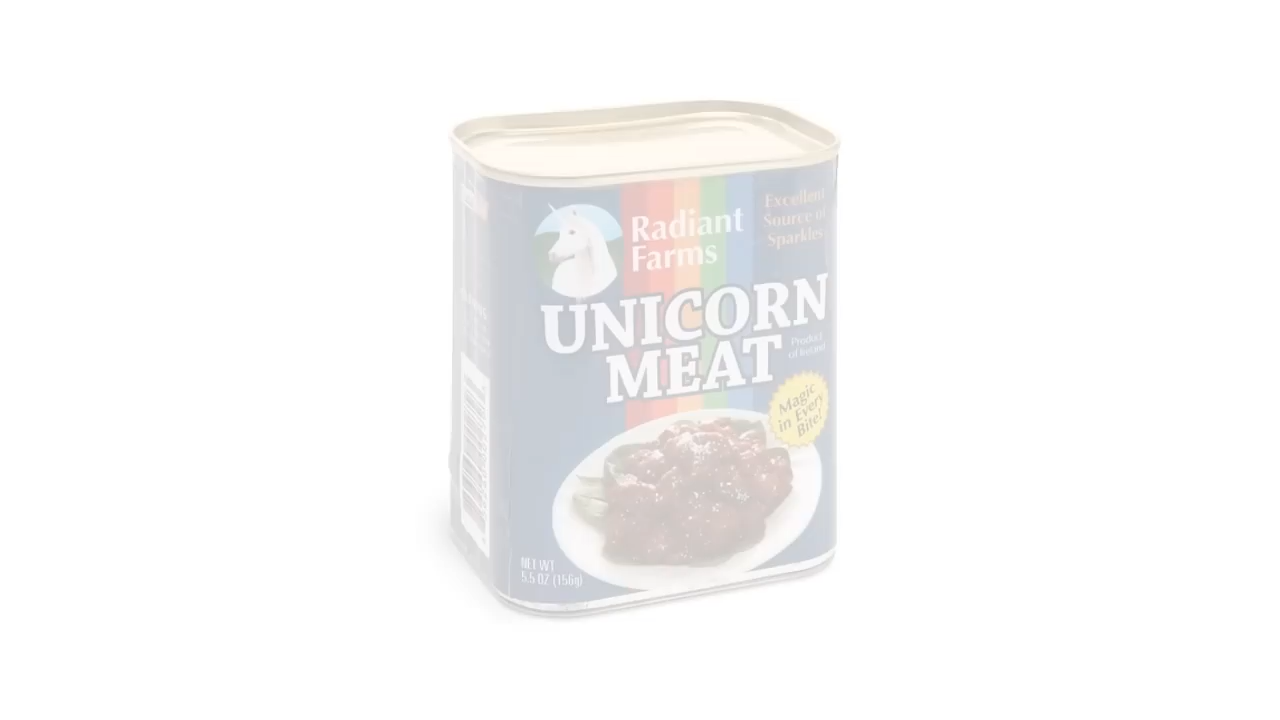 Radiant
Farms
Excellent
Source of
Sparkles
UNICORN
MEAT
Product
of Ireland
Magic
in Every
Bite!
NET WT
5.5 OZ (156g)